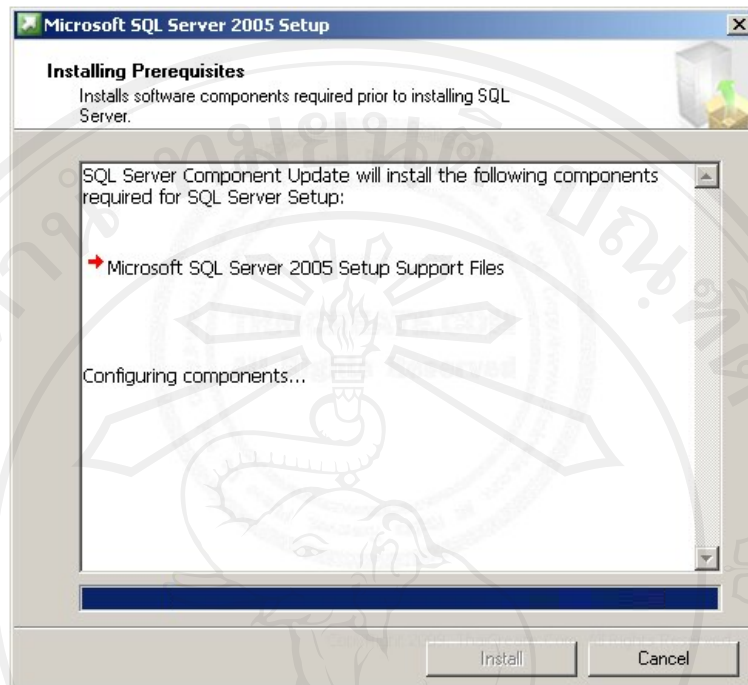 Microsoft SQL Server 2005 Setup
Installing Prerequisites
Installs software components required prior to installing SQL
Server.
SQL Server Component Update will install the following components
required for SQL Server Setup:
Microsoft SQL Server 2005 Setup Support Files
Configuring components...
Install
Cancel